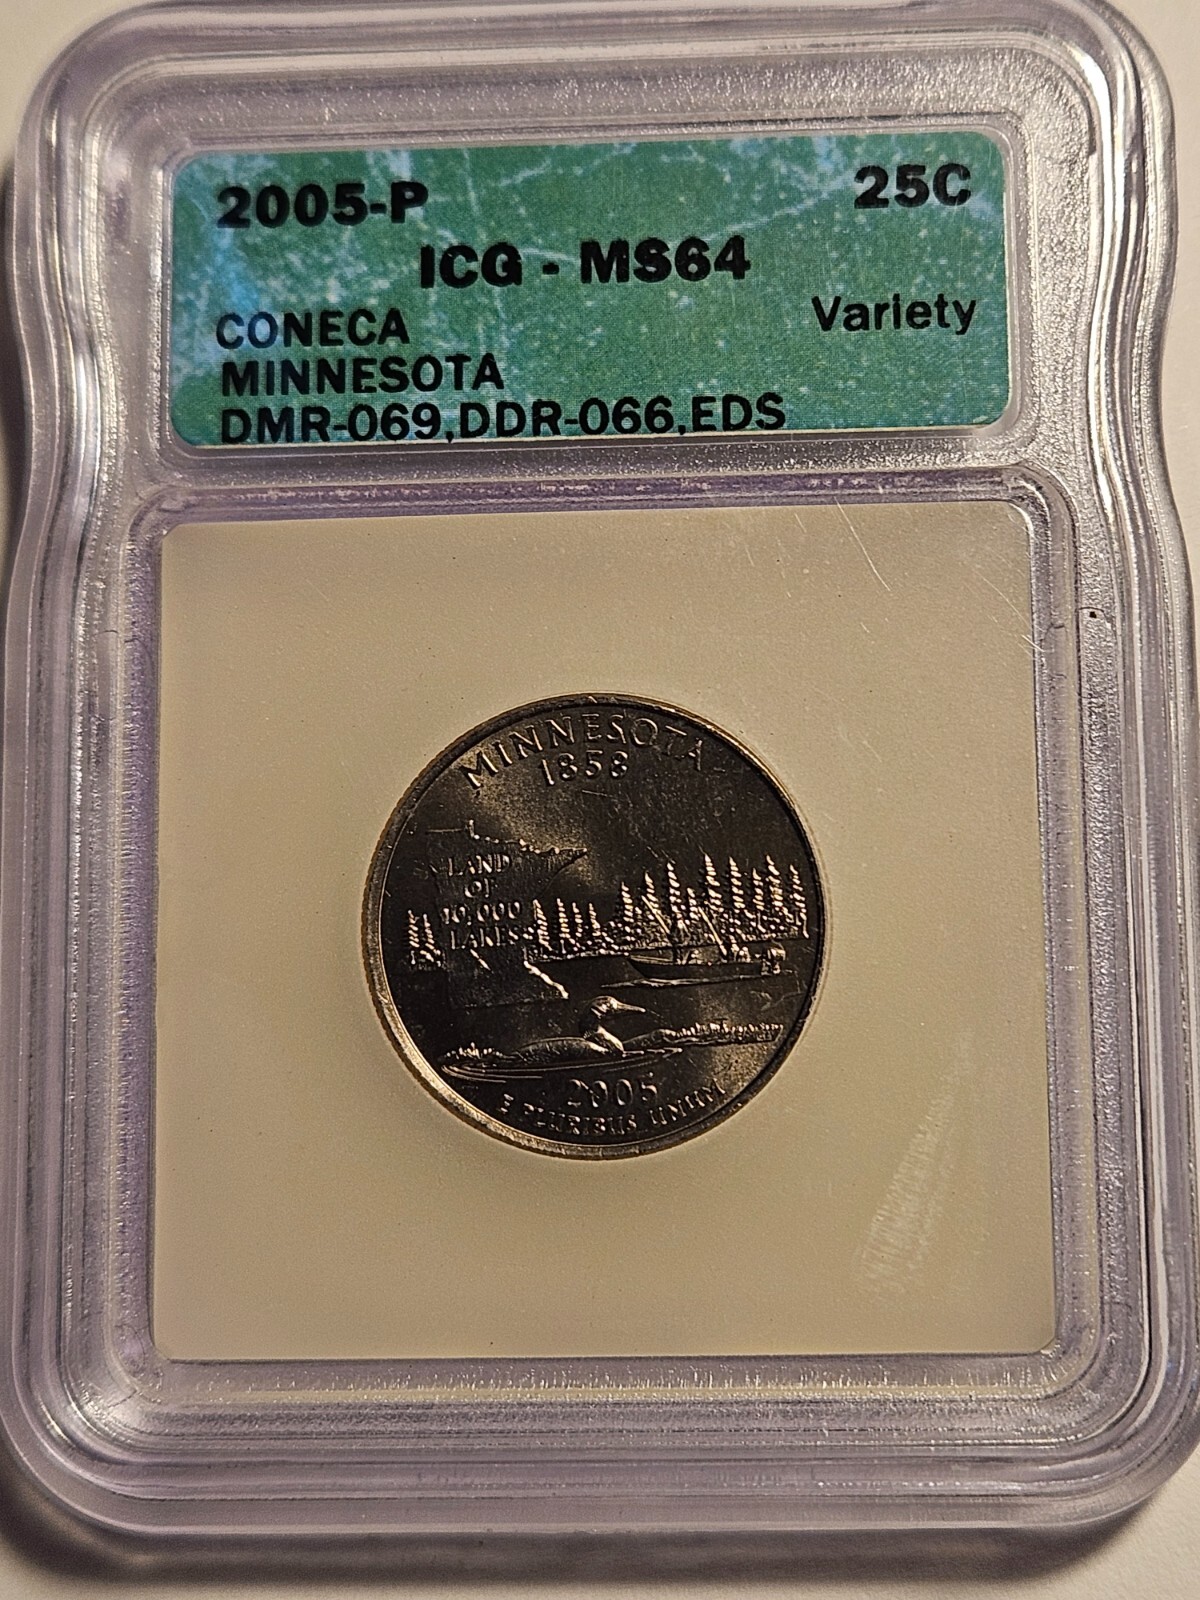 2005-P 25C
ICG - MS64
CONECA Variety
MINNESOTA
DMR-069,DDR-066,EDS
MINNESOTA
1858
LAND
OF
10,000
LAKES
2005
E PLURIBUS UNUM